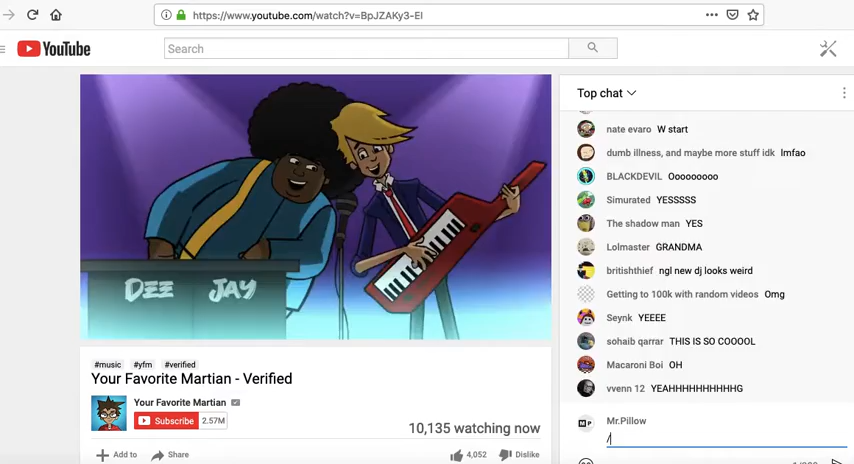 https://www.youtube.com/watch?v=BpJZAKy3-EI
YouTube
Search
DEE JAY
#music #yfm #verified
Your Favorite Martian - Verified
Your Favorite Martian
Subscribe 2.57M
10,135 watching now
Add to Share 4,052 Dislike
Top chat
nate evaro W start
dumb illness, and maybe more stuff idk lmfao
BLACKDEVIL Ooooooooo
Simurated YESSSSS
The shadow man YES
Lolmaster GRANDMA
britishthief ngl new dj looks weird
Getting to 100k with random videos Omg
Seynk YEEEE
sohaib qarrar THIS IS SO COOOOL
Macaroni Boi OH
vvenn 12 YEAHHHHHHHHHHG
MP Mr.Pillow
/